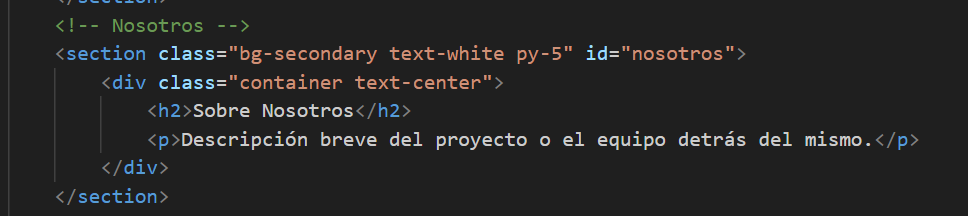 </section>
<!-- Nosotros -->
<section class="bg-secondary text-white py-5" id="nosotros">
<div class="container text-center">
<h2>Sobre Nosotros</h2>
<p>Descripción breve del proyecto o el equipo detrás del mismo.</p>
</div>
</section>